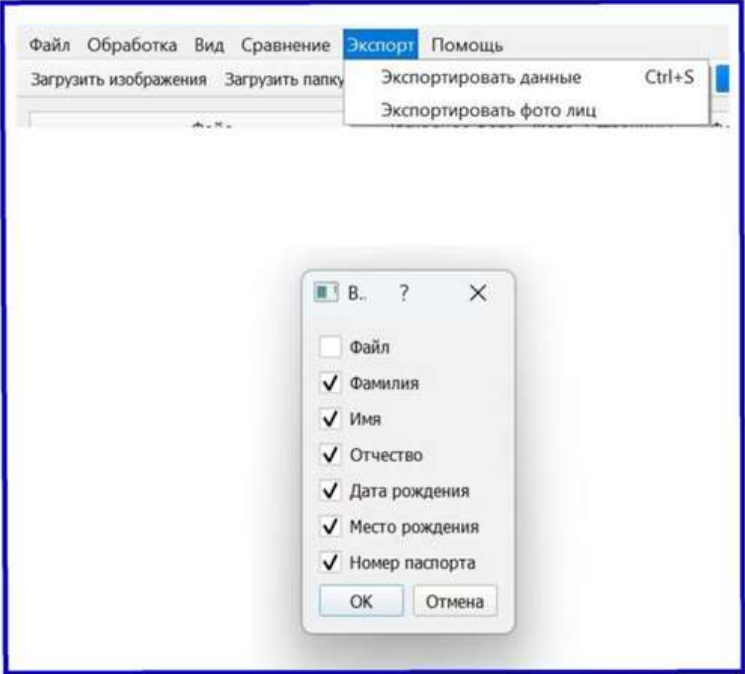 Файл Обработка Вид Сравнение Экспорт Помощь
Загрузить изображения Загрузить папку
Экспортировать данные Ctrl+S
Экспортировать фото лиц
В.. ?
Файл
Фамилия
Имя
Отчество
Дата рождения
Место рождения
Номер паспорта
OK Отмена